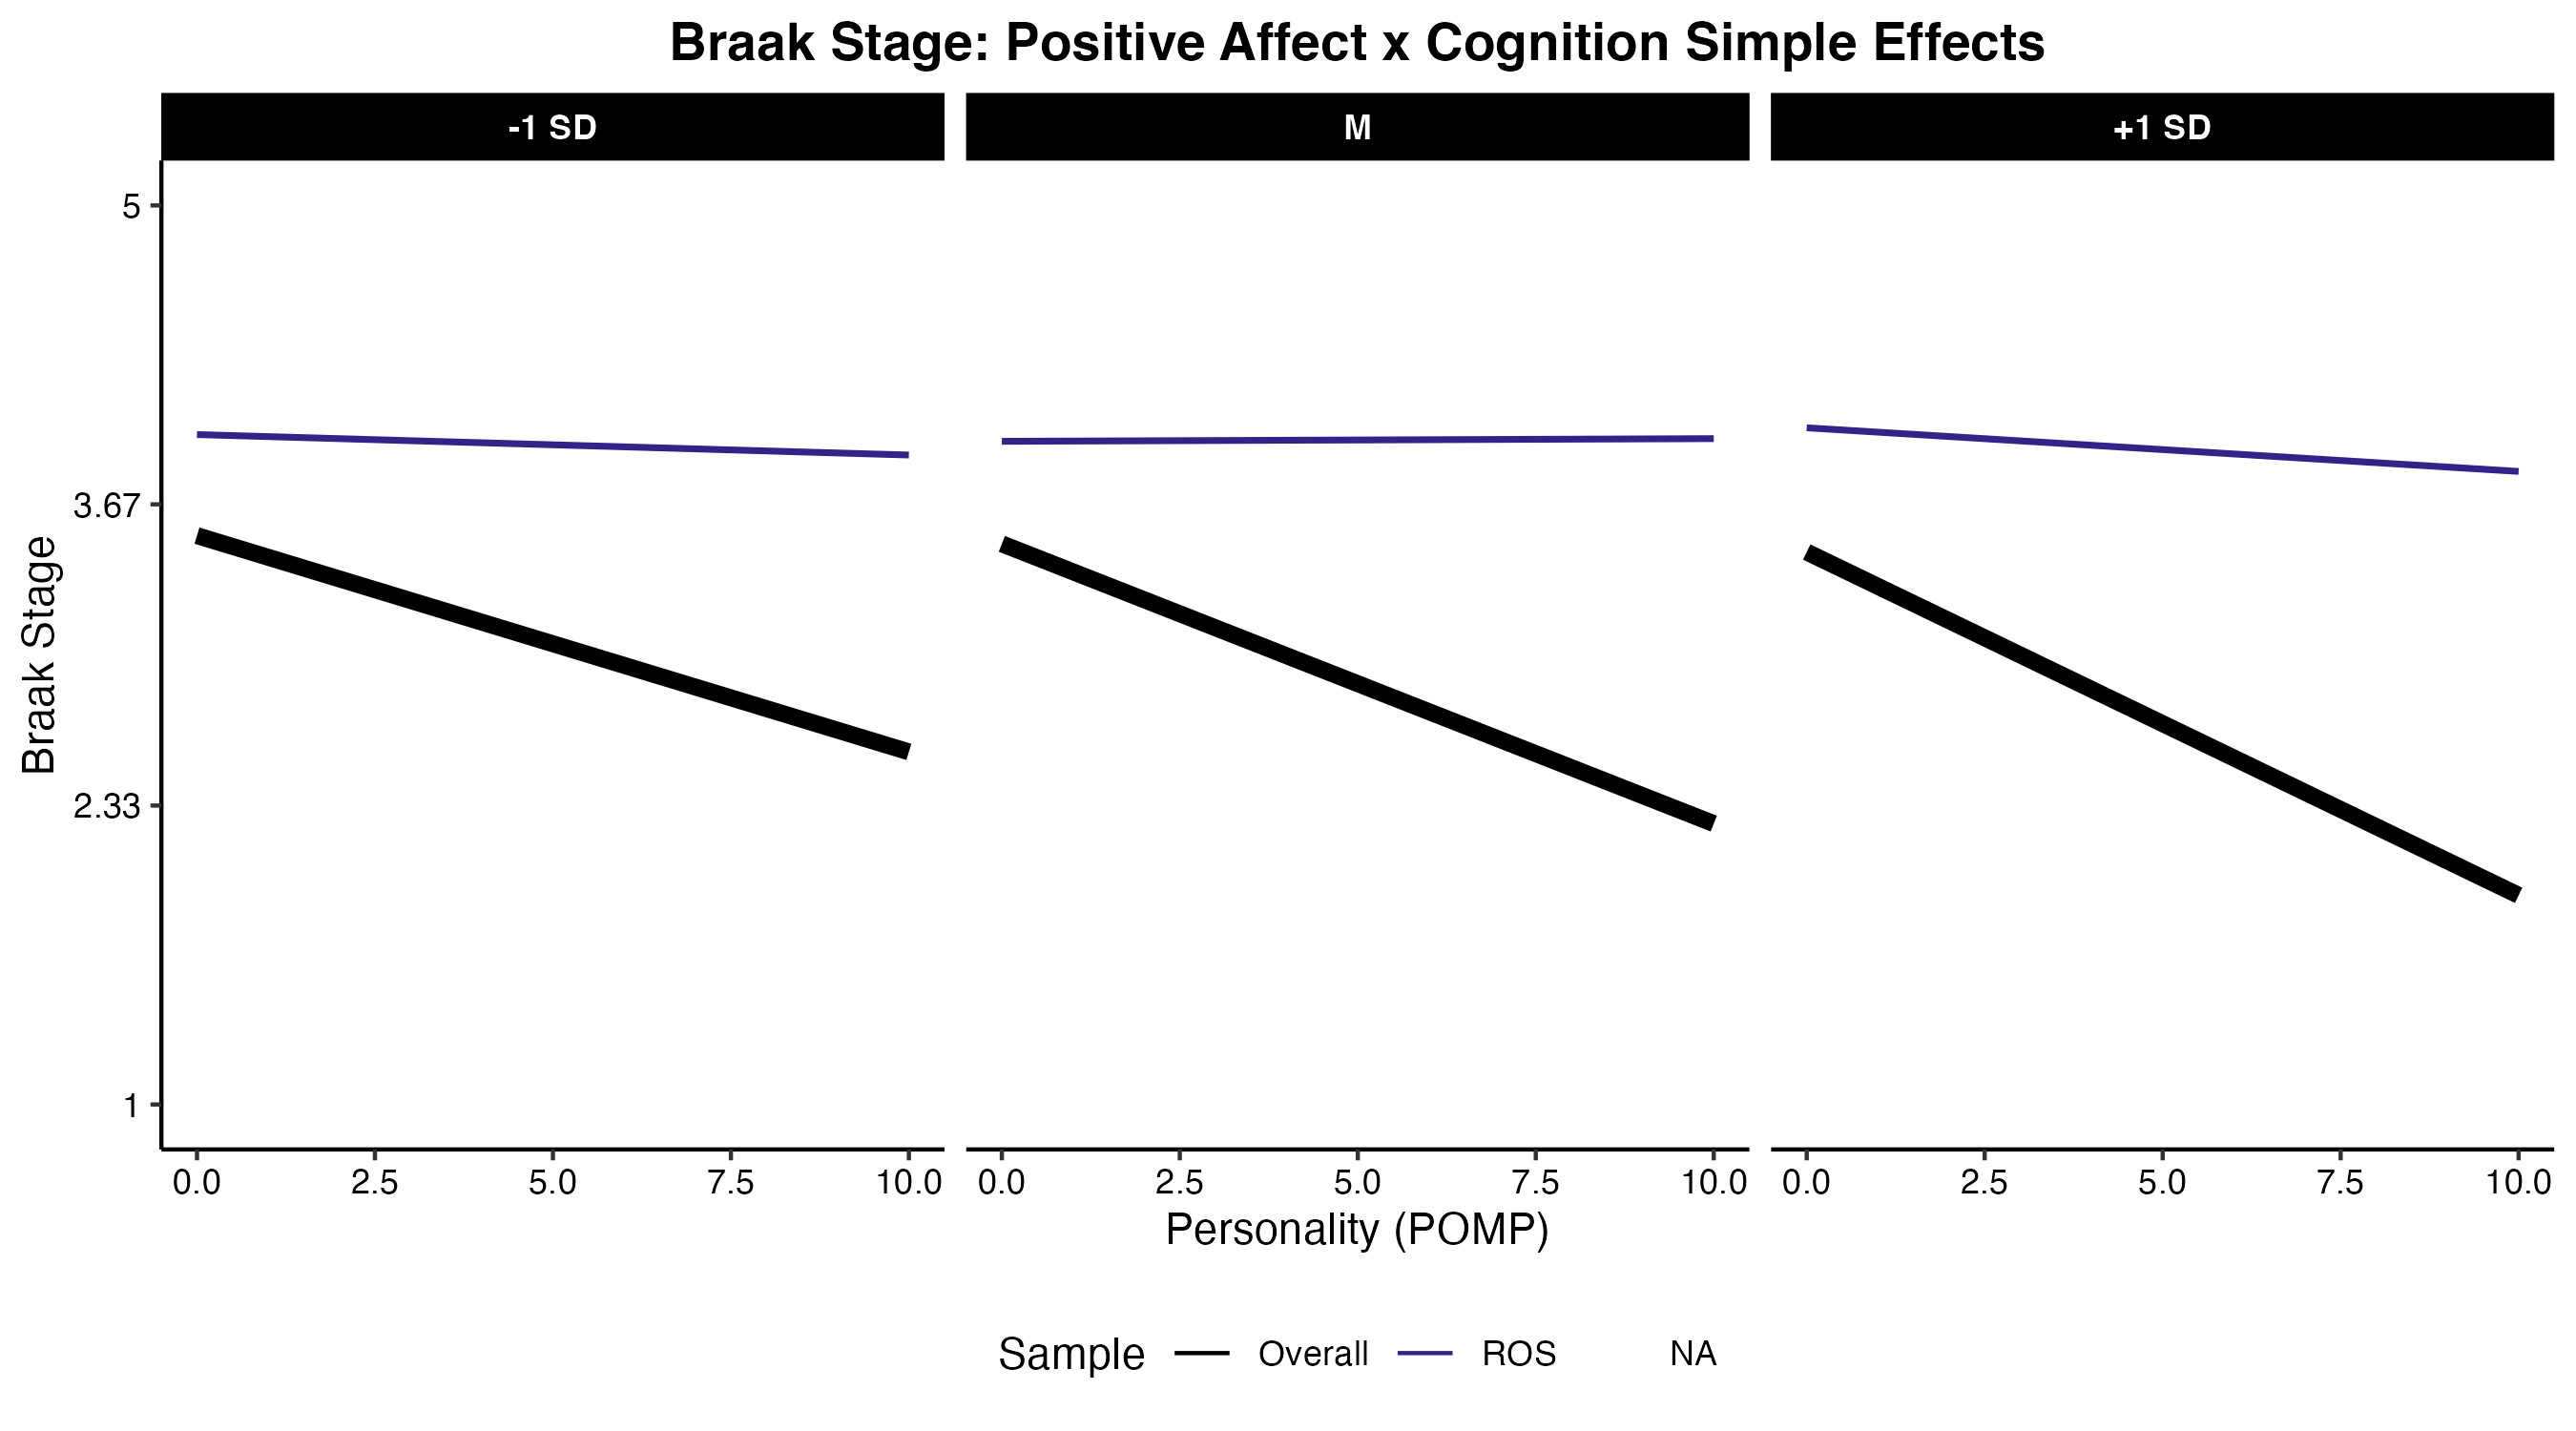 Braak Stage: Positive Affect x Cognition Simple Effects
-1 SD M +1 SD
5
3.67
2.33
1
Braak Stage
0.0 2.5 5.0 7.5 10.0 0.0 2.5 5.0 7.5 10.0 0.0 2.5 5.0 7.5 10.0
Personality (POMP)
Sample Overall ROS NA